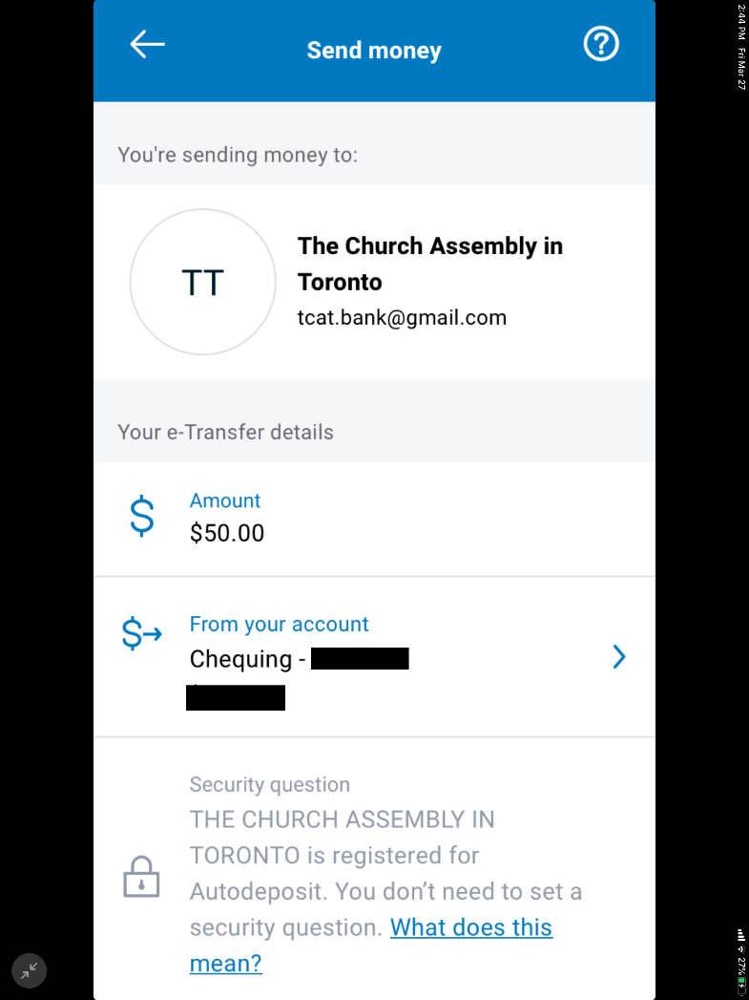 Send money
?
2:44 PM Fri Mar 27
You're sending money to:
TT
The Church Assembly in
Toronto
tcat.bank@gmail.com
Your e-Transfer details
$
Amount
$50.00
$
From your account
Chequing -
Security question
THE CHURCH ASSEMBLY IN
TORONTO is registered for
Autodeposit. You don’t need to set a
security question. What does this
mean?
27%